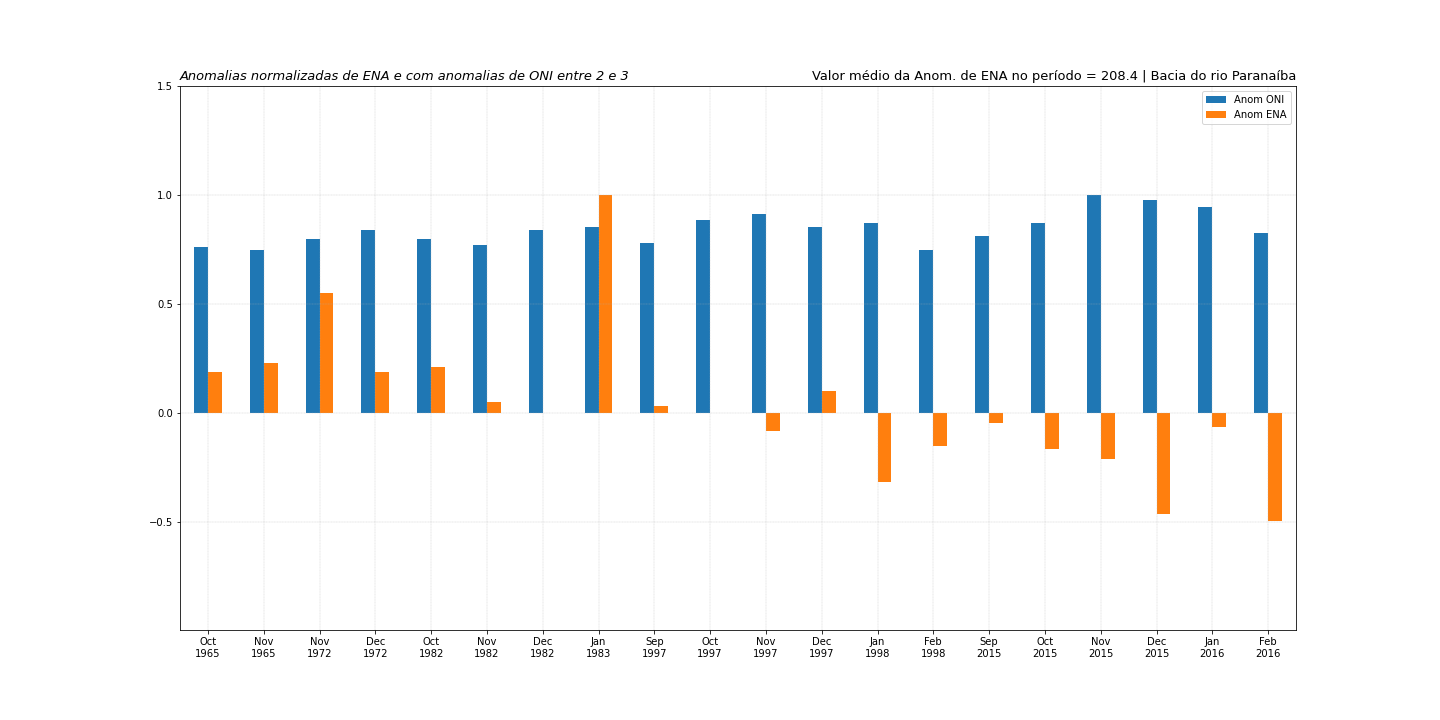 Anomalias normalizadas de ENA e com anomalias de ONI entre 2 e 3
Valor médio da Anom. de ENA no período = 208.4 | Bacia do rio Paranaíba
Anom ONI
Anom ENA
1.5
1.0
0.5
0.0
−0.5
Oct
1965
Nov
1965
Nov
1972
Dec
1972
Oct
1982
Nov
1982
Dec
1982
Jan
1983
Sep
1997
Oct
1997
Nov
1997
Dec
1997
Jan
1998
Feb
1998
Sep
2015
Oct
2015
Nov
2015
Dec
2015
Jan
2016
Feb
2016